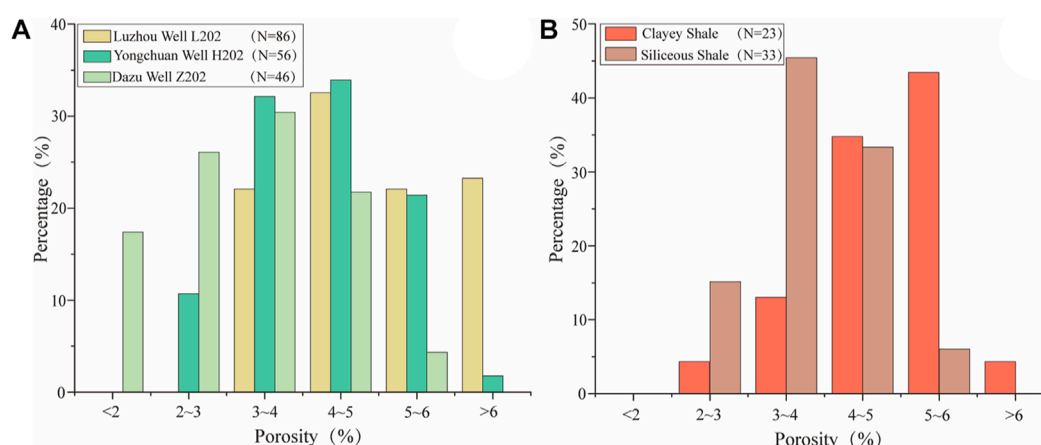 A
Luzhou Well L202 (N=86)
Yongchuan Well H202 (N=56)
Dazu Well Z202 (N=46)
Percentage (%)
40
30
20
10
0
<2 2~3 3~4 4~5 5~6 >6
Porosity (%)
B
Clayey Shale (N=23)
Siliceous Shale (N=33)
Percentage (%)
50
40
30
20
10
0
<2 2~3 3~4 4~5 5~6 >6
Porosity (%)